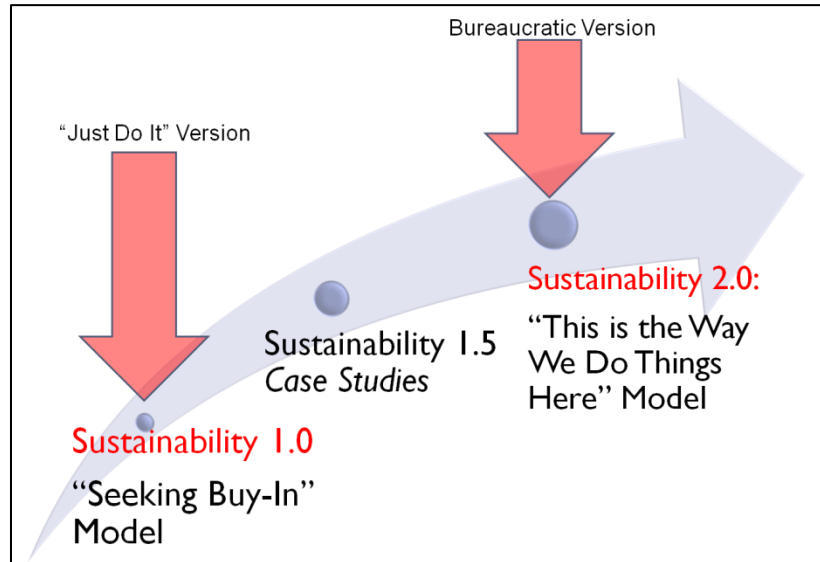 Bureaucratic Version
“Just Do It” Version
Sustainability 1.0
“Seeking Buy-In”
Model
Sustainability 1.5
Case Studies
Sustainability 2.0:
“This is the Way
We Do Things
Here” Model